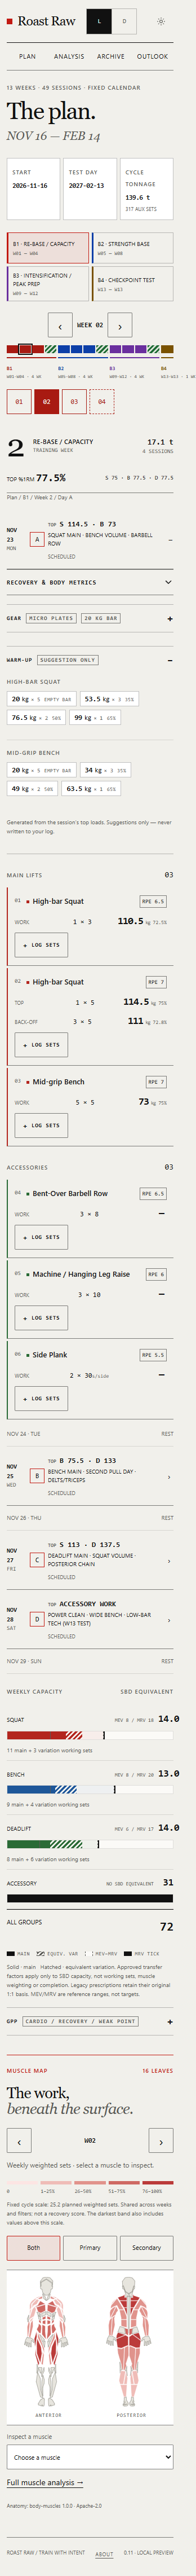 Roast Raw L D
PLAN ANALYSIS ARCHIVE OUTLOOK
13 WEEKS · 49 SESSIONS · FIXED CALENDAR
The plan.
NOV 16 — FEB 14
START
2026-11-16
TEST DAY
2027-02-13
CYCLE TONNAGE
139.6 t
317 AUX SETS
B1 · RE-BASE / CAPACITY
W01 — W04
B2 · STRENGTH BASE
W05 — W08
B3 · INTENSIFICATION / PEAK PREP
W09 — W12
B4 · CHECKPOINT TEST
W13 — W13
‹ WEEK 02 ›
B1 B2 B3 B4
W01—W04 · 4 WK W05—W08 · 4 WK W09—W12 · 4 WK W13—W13 · 1 WK
01 02 03 04
2 RE-BASE / CAPACITY 17.1 t
TRAINING WEEK 4 SESSIONS
TOP %1RM 77.5% S 75 · B 77.5 · D 77.5
Plan / B1 / Week 2 / Day A
NOV 23 MON
A
TOP S 114.5 · B 73
SQUAT MAIN · BENCH VOLUME · BARBELL ROW
SCHEDULED
RECOVERY & BODY METRICS
GEAR MICRO PLATES 20 KG BAR +
WARM-UP SUGGESTION ONLY −
HIGH-BAR SQUAT
20 kg × 5 EMPTY BAR 53.5 kg × 3 35%
76.5 kg × 2 50% 99 kg × 1 65%
MID-GRIP BENCH
20 kg × 5 EMPTY BAR 34 kg × 3 35%
49 kg × 2 50% 63.5 kg × 1 65%
Generated from the session's top loads. Suggestions only — never written to your log.
MAIN LIFTS 03
01 High-bar Squat RPE 6.5
WORK 1 × 3 110.5 kg 72.5%
+ LOG SETS
02 High-bar Squat RPE 7
TOP 1 × 5 114.5 kg 75%
BACK-OFF 3 × 5 111 kg 72.8%
+ LOG SETS
03 Mid-grip Bench RPE 7
WORK 5 × 5 73 kg 75%
+ LOG SETS
ACCESSORIES 03
04 Bent-Over Barbell Row RPE 6.5
WORK 3 × 8 —
+ LOG SETS
05 Machine / Hanging Leg Raise RPE 6
WORK 3 × 10 —
+ LOG SETS
06 Side Plank RPE 5.5
WORK 2 × 30s/side —
+ LOG SETS
NOV 24 · TUE REST
NOV 25 WED
B
TOP B 75.5 · D 133
BENCH MAIN · SECOND PULL DAY · DELTS/TRICEPS
SCHEDULED
NOV 26 · THU REST
NOV 27 FRI
C
TOP S 113 · D 137.5
DEADLIFT MAIN · SQUAT VOLUME · POSTERIOR CHAIN
SCHEDULED
NOV 28 SAT
D
TOP ACCESSORY WORK
POWER CLEAN · WIDE BENCH · LOW-BAR TECH (W13 TEST)
SCHEDULED
NOV 29 · SUN REST
WEEKLY CAPACITY SBD EQUIVALENT
SQUAT MEV 8 / MRV 18 14.0
11 main + 3 variation working sets
BENCH MEV 8 / MRV 20 13.0
9 main + 4 variation working sets
DEADLIFT MEV 6 / MRV 17 14.0
8 main + 6 variation working sets
ACCESSORY NO SBD EQUIVALENT 31
ALL GROUPS 72
MAIN EQUIV. VAR MEV—MRV MRV TICK
Solid · main Hatched · equivalent variation. Approved transfer factors apply only to SBD capacity, not working sets, muscle weighting or completion. Legacy prescriptions retain their original 1:1 basis. MEV/MRV are reference ranges, not targets.
GPP CARDIO / RECOVERY / WEAK POINT +
MUSCLE MAP 16 LEAVES
The work,
beneath the surface.
‹ W02 ›
Weekly weighted sets · select a muscle to inspect.
0 1—25% 26—50% 51—75% 76—100%
Fixed cycle scale: 25.2 planned weighted sets. Shared across weeks and filters; not a recovery score. The darkest band also includes values above this scale.
Both Primary Secondary
ANTERIOR POSTERIOR
Inspect a muscle
Choose a muscle
Full muscle analysis →
Anatomy: body-muscles 1.0.0 · Apache-2.0
ROAST RAW / TRAIN WITH INTENT ABOUT 0.11 · LOCAL PREVIEW